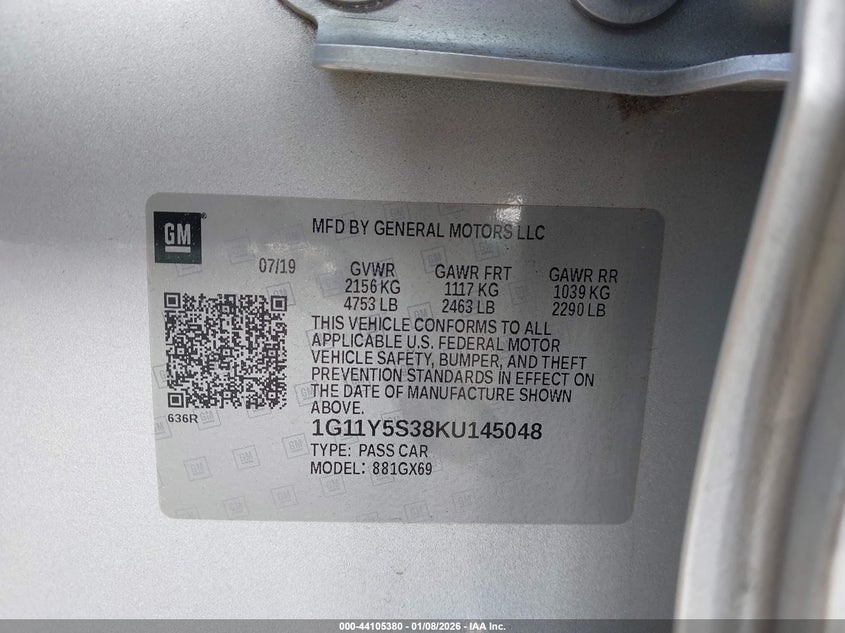 GM
MFD BY GENERAL MOTORS LLC
07/19 GVWR GAWR FRT GAWR RR
2156 KG 1117 KG 1039 KG
4753 LB 2463 LB 2290 LB
THIS VEHICLE CONFORMS TO ALL
APPLICABLE U.S. FEDERAL MOTOR
VEHICLE SAFETY, BUMPER, AND THEFT
PREVENTION STANDARDS IN EFFECT ON
THE DATE OF MANUFACTURE SHOWN
ABOVE.
636R
1G11Y5S38KU145048
TYPE: PASS CAR
MODEL: 881GX69
000-44105380 - 01/08/2026 - IAA Inc.